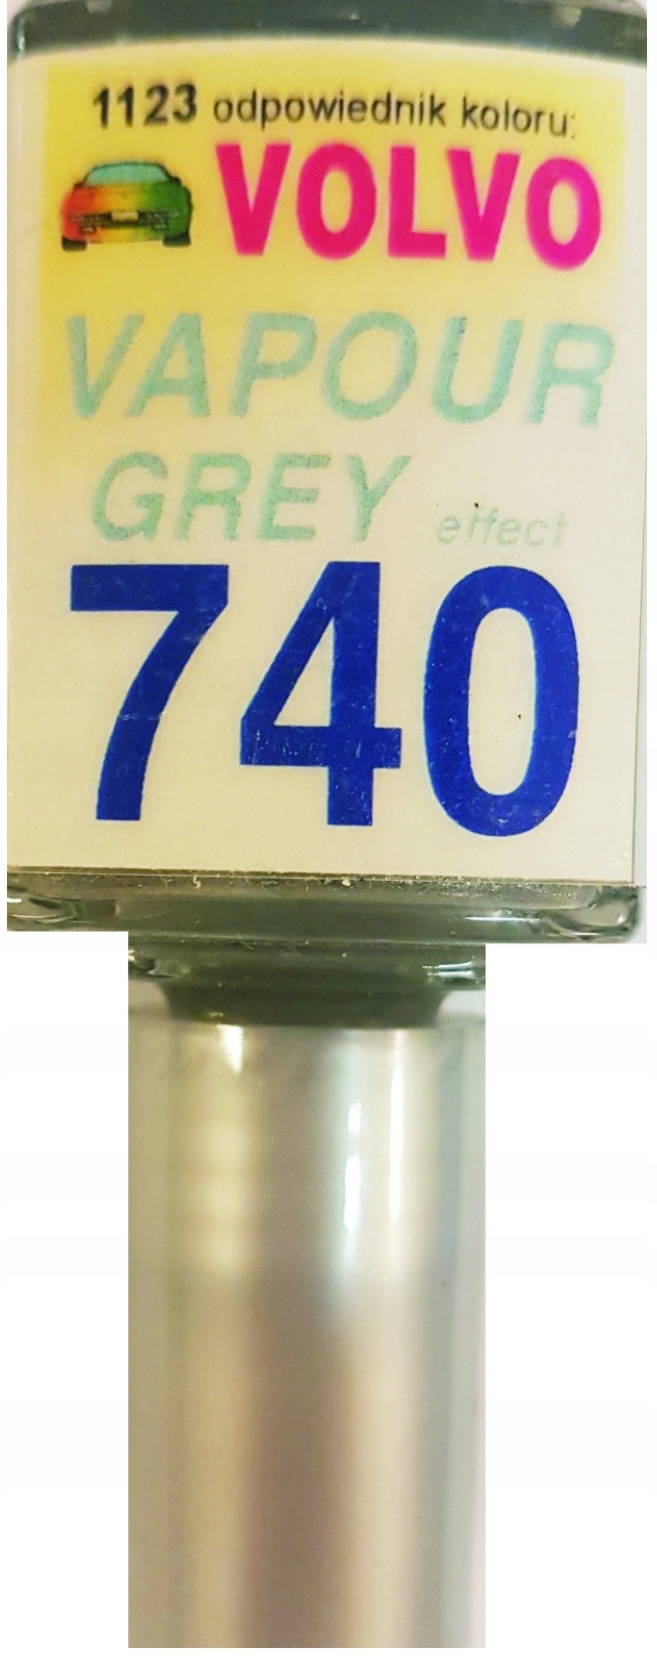 1123 odpowiednik koloru:
VOLVO
VAPOUR
GREY effect
740